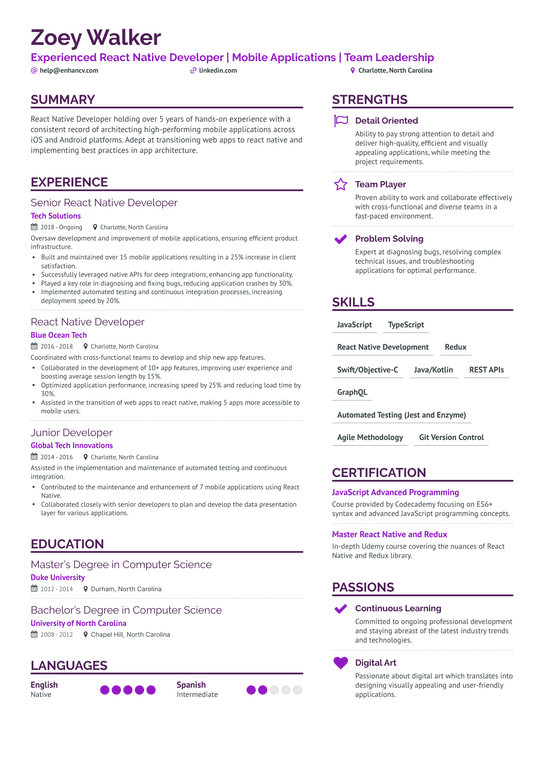 Zoey Walker
Experienced React Native Developer | Mobile Applications | Team Leadership
help@enhancv.com
linkedin.com
Charlotte, North Carolina
SUMMARY
React Native Developer holding over 5 years of hands-on experience with a
consistent record of architecting high-performing mobile applications across
iOS and Android platforms. Adept at transitioning web apps to react native and
implementing best practices in app architecture.
EXPERIENCE
Senior React Native Developer
Tech Solutions
2018 - Ongoing Charlotte, North Carolina
Oversaw development and improvement of mobile applications, ensuring efficient product
infrastructure.
• Built and maintained over 15 mobile applications resulting in a 25% increase in client
satisfaction.
• Successfully leveraged native APIs for deep integrations, enhancing app functionality.
• Played a key role in diagnosing and fixing bugs, reducing application crashes by 30%.
• Implemented automated testing and continuous integration processes, increasing
deployment speed by 20%.
React Native Developer
Blue Ocean Tech
2016 - 2018 Charlotte, North Carolina
Coordinated with cross-functional teams to develop and ship new app features.
• Collaborated in the development of 10+ app features, improving user experience and
boosting average session length by 15%.
• Optimized application performance, increasing speed by 25% and reducing load time by
30%.
• Assisted in the transition of web apps to react native, making 5 apps more accessible to
mobile users.
Junior Developer
Global Tech Innovations
2014 - 2016 Charlotte, North Carolina
Assisted in the implementation and maintenance of automated testing and continuous
integration.
• Contributed to the maintenance and enhancement of 7 mobile applications using React
Native.
• Collaborated closely with senior developers to plan and develop the data presentation
layer for various applications.
EDUCATION
Master's Degree in Computer Science
Duke University
2012 - 2014 Durham, North Carolina
Bachelor's Degree in Computer Science
University of North Carolina
2008 - 2012 Chapel Hill, North Carolina
LANGUAGES
English
Native
Spanish
Intermediate
STRENGTHS
Detail Oriented
Ability to pay strong attention to detail and
deliver high-quality, efficient and visually
appealing applications, while meeting the
project requirements.
Team Player
Proven ability to work and collaborate effectively
with cross-functional and diverse teams in a
fast-paced environment.
Problem Solving
Expert at diagnosing bugs, resolving complex
technical issues, and troubleshooting
applications for optimal performance.
SKILLS
JavaScript TypeScript
React Native Development Redux
Swift/Objective-C Java/Kotlin REST APIs
GraphQL
Automated Testing (Jest and Enzyme)
Agile Methodology Git Version Control
CERTIFICATION
JavaScript Advanced Programming
Course provided by Codecademy focusing on ES6+
syntax and advanced JavaScript programming concepts.
Master React Native and Redux
In-depth Udemy course covering the nuances of React
Native and Redux library.
PASSIONS
Continuous Learning
Committed to ongoing professional development
and staying abreast of the latest industry trends
and technologies.
Digital Art
Passionate about digital art which translates into
designing visually appealing and user-friendly
applications.